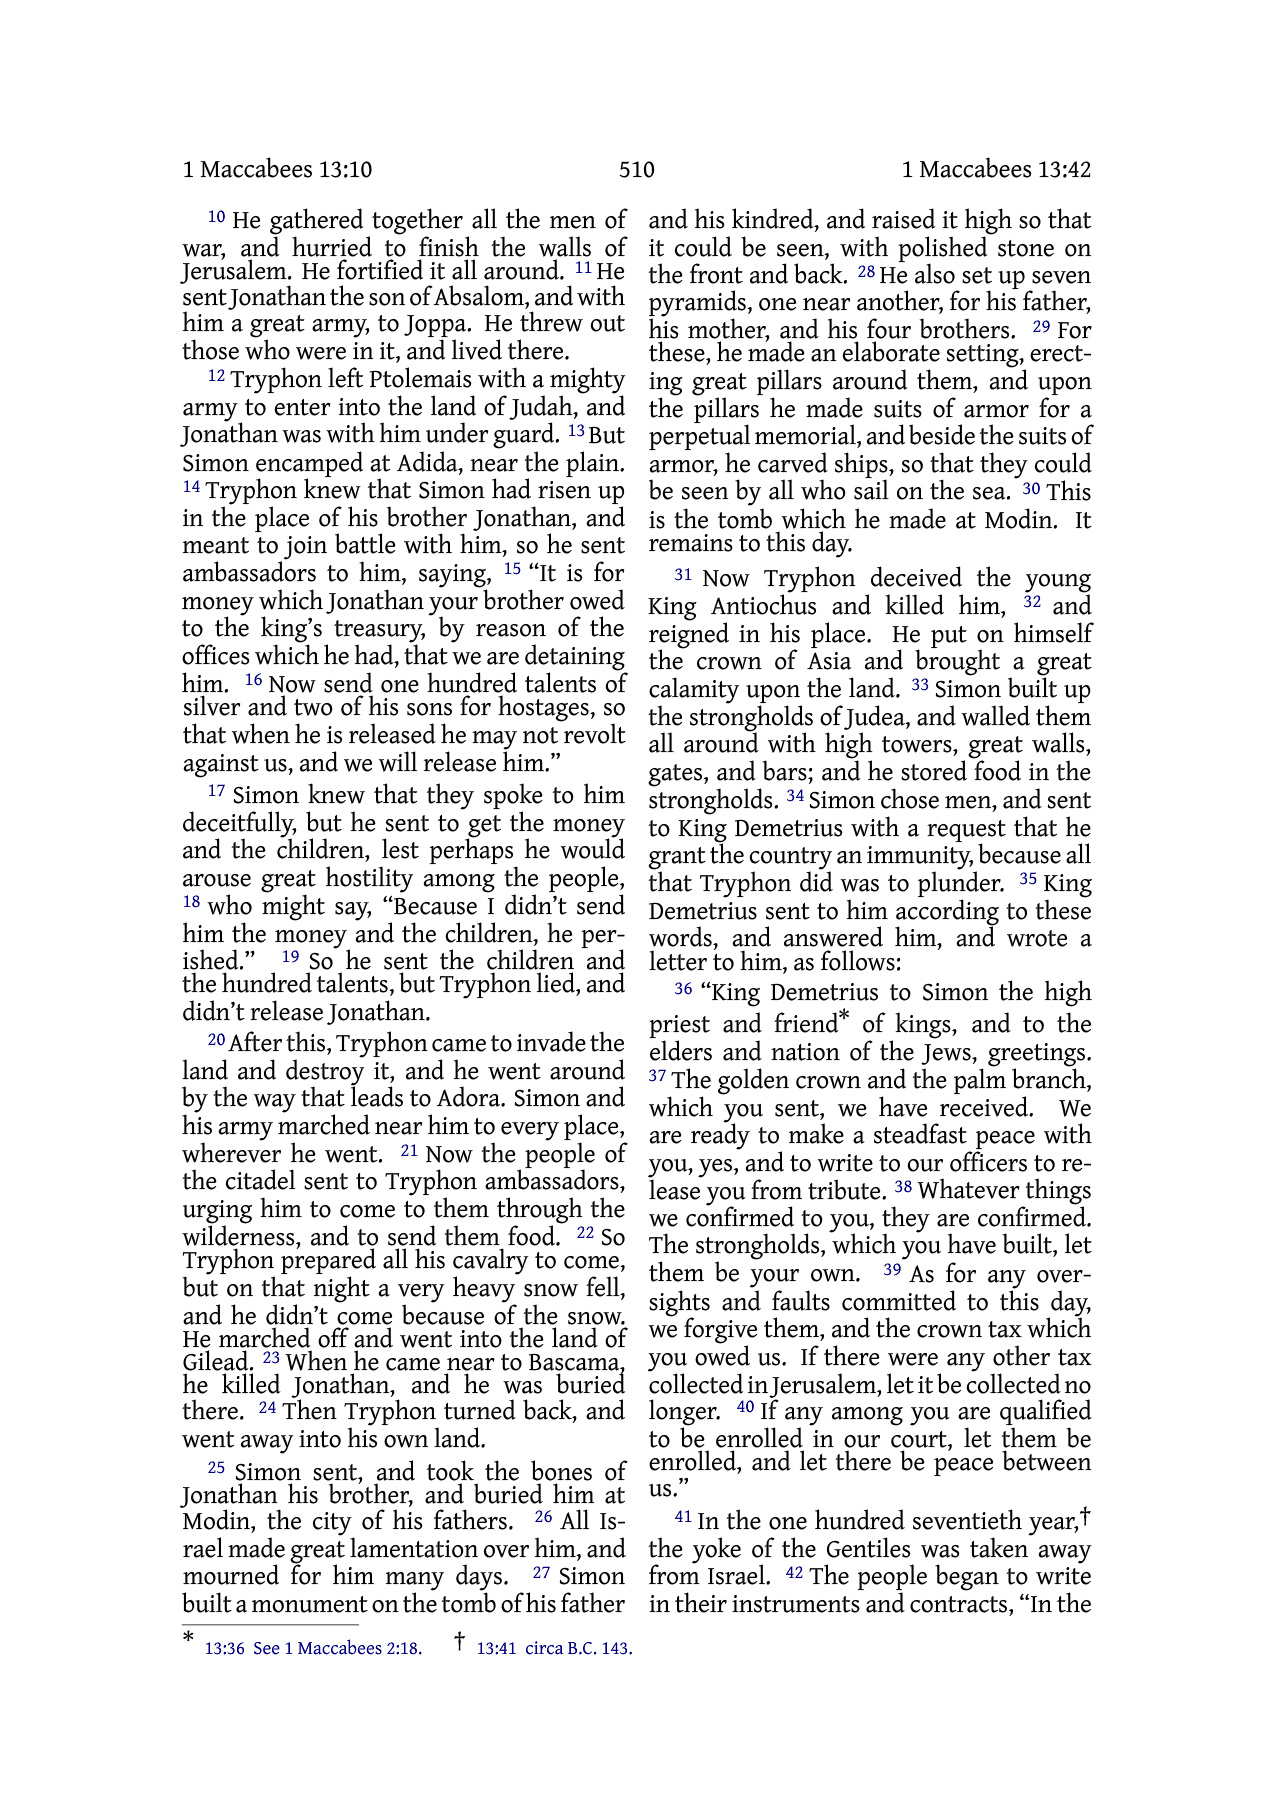 1 Maccabees 13:10 510 1 Maccabees 13:42
10 He gathered together all the men of
war, and hurried to finish the walls of
Jerusalem. He fortified it all around. 11 He
sent Jonathan the son of Absalom, and with
him a great army, to Joppa. He threw out
those who were in it, and lived there.
12 Tryphon left Ptolemais with a mighty
army to enter into the land of Judah, and
Jonathan was with him under guard. 13 But
Simon encamped at Adida, near the plain.
14 Tryphon knew that Simon had risen up
in the place of his brother Jonathan, and
meant to join battle with him, so he sent
ambassadors to him, saying, 15 “It is for
money which Jonathan your brother owed
to the king’s treasury, by reason of the
offices which he had, that we are detaining
him. 16 Now send one hundred talents of
silver and two of his sons for hostages, so
that when he is released he may not revolt
against us, and we will release him.”
17 Simon knew that they spoke to him
deceitfully, but he sent to get the money
and the children, lest perhaps he would
arouse great hostility among the people,
18 who might say, “Because I didn’t send
him the money and the children, he per-
ished.” 19 So he sent the children and
the hundred talents, but Tryphon lied, and
didn’t release Jonathan.
20 After this, Tryphon came to invade the
land and destroy it, and he went around
by the way that leads to Adora. Simon and
his army marched near him to every place,
wherever he went. 21 Now the people of
the citadel sent to Tryphon ambassadors,
urging him to come to them through the
wilderness, and to send them food. 22 So
Tryphon prepared all his cavalry to come,
but on that night a very heavy snow fell,
and he didn’t come because of the snow.
He marched off and went into the land of
Gilead. 23 When he came near to Bascama,
he killed Jonathan, and he was buried
there. 24 Then Tryphon turned back, and
went away into his own land.
25 Simon sent, and took the bones of
Jonathan his brother, and buried him at
Modin, the city of his fathers. 26 All Is-
rael made great lamentation over him, and
mourned for him many days. 27 Simon
built a monument on the tomb of his father
and his kindred, and raised it high so that
it could be seen, with polished stone on
the front and back. 28 He also set up seven
pyramids, one near another, for his father,
his mother, and his four brothers. 29 For
these, he made an elaborate setting, erect-
ing great pillars around them, and upon
the pillars he made suits of armor for a
perpetual memorial, and beside the suits of
armor, he carved ships, so that they could
be seen by all who sail on the sea. 30 This
is the tomb which he made at Modin. It
remains to this day.
31 Now Tryphon deceived the young
King Antiochus and killed him, 32 and
reigned in his place. He put on himself
the crown of Asia and brought a great
calamity upon the land. 33 Simon built up
the strongholds of Judea, and walled them
all around with high towers, great walls,
gates, and bars; and he stored food in the
strongholds. 34 Simon chose men, and sent
to King Demetrius with a request that he
grant the country an immunity, because all
that Tryphon did was to plunder. 35 King
Demetrius sent to him according to these
words, and answered him, and wrote a
letter to him, as follows:
36 “King Demetrius to Simon the high
priest and friend* of kings, and to the
elders and nation of the Jews, greetings.
37 The golden crown and the palm branch,
which you sent, we have received. We
are ready to make a steadfast peace with
you, yes, and to write to our officers to re-
lease you from tribute. 38 Whatever things
we confirmed to you, they are confirmed.
The strongholds, which you have built, let
them be your own. 39 As for any over-
sights and faults committed to this day,
we forgive them, and the crown tax which
you owed us. If there were any other tax
collected in Jerusalem, let it be collected no
longer. 40 If any among you are qualified
to be enrolled in our court, let them be
enrolled, and let there be peace between
us.”
41 In the one hundred seventieth year,†
the yoke of the Gentiles was taken away
from Israel. 42 The people began to write
in their instruments and contracts, “In the
* 13:36 See 1 Maccabees 2:18. † 13:41 circa B.C. 143.